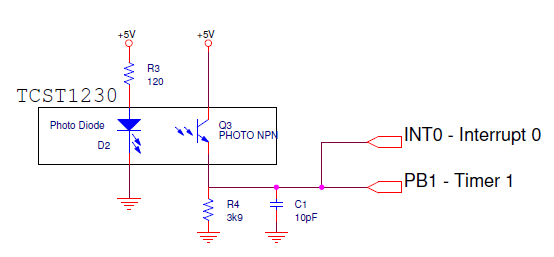 +5V
+5V
R3
120
TCST1230
Photo Diode
D2
Q3
PHOTO NPN
INT0 - Interrupt 0
PB1 - Timer 1
R4
3k9
C1
10pF